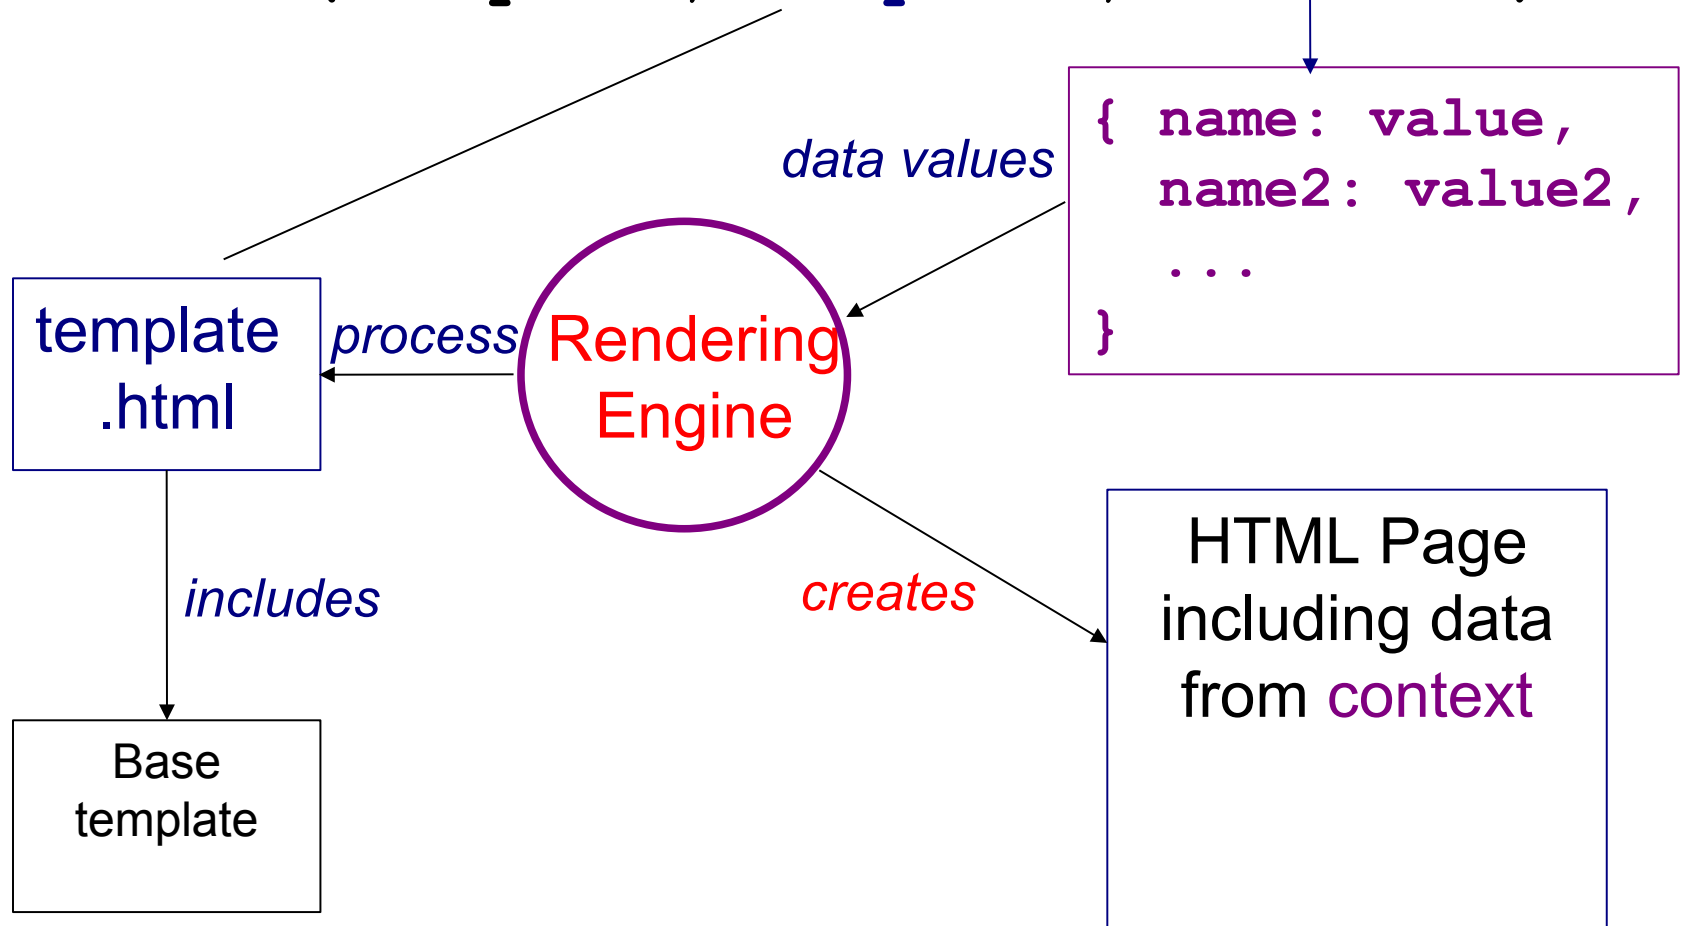 { name: value,
name2: value2,
...
}
data values
template
.html
process
Rendering
Engine
includes
creates
HTML Page
including data
from context
Base
template